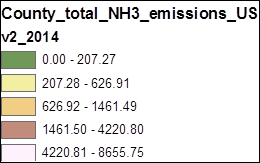 County_total_NH3_emissions_US
v2_2014
0.00 - 207.27
207.28 - 626.91
626.92 - 1461.49
1461.50 - 4220.80
4220.81 - 8655.75